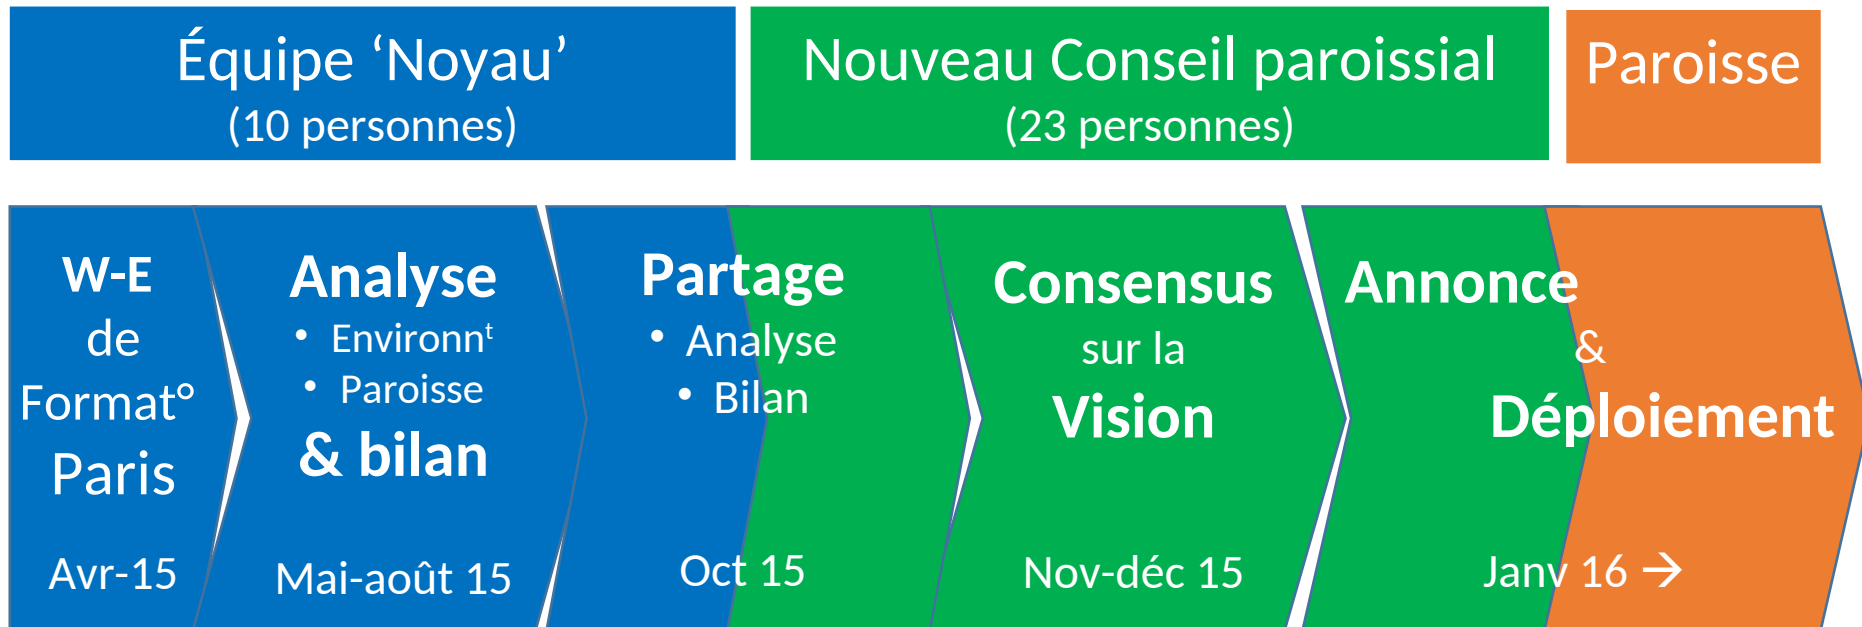 Équipe ‘Noyau’
(10 personnes)
Nouveau Conseil paroissial
(23 personnes)
Paroisse
W-E
de
Format°
Paris
Avr-15
Analyse
• Environnᵗ
• Paroisse
& bilan
Mai-août 15
Partage
• Analyse
• Bilan
Oct 15
Consensus
sur la
Vision
Nov-déc 15
Annonce
&
Déploiement
Janv 16 →